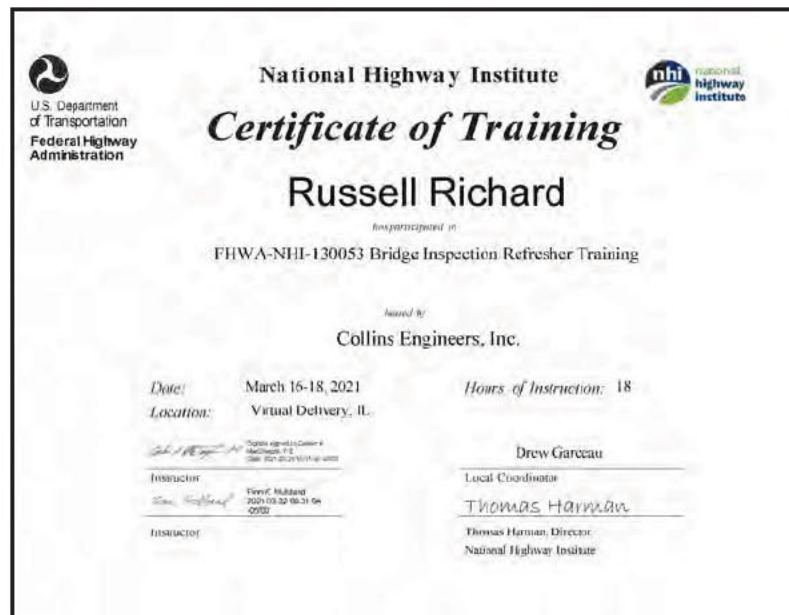 U.S. Department
of Transportation
Federal Highway
Administration
National Highway Institute
nhi national
highway
institute
Certificate of Training
Russell Richard
has participated in
FHWA-NHI-130053 Bridge Inspection Refresher Training
hosted by
Collins Engineers, Inc.
Date: March 16-18, 2021
Hours of Instruction: 18
Location: Virtual Delivery, IL
Drew Garceau
Instructor
Local Coordinator
Thomas Harman
Instructor
Thomas Harman, Director
National Highway Institute